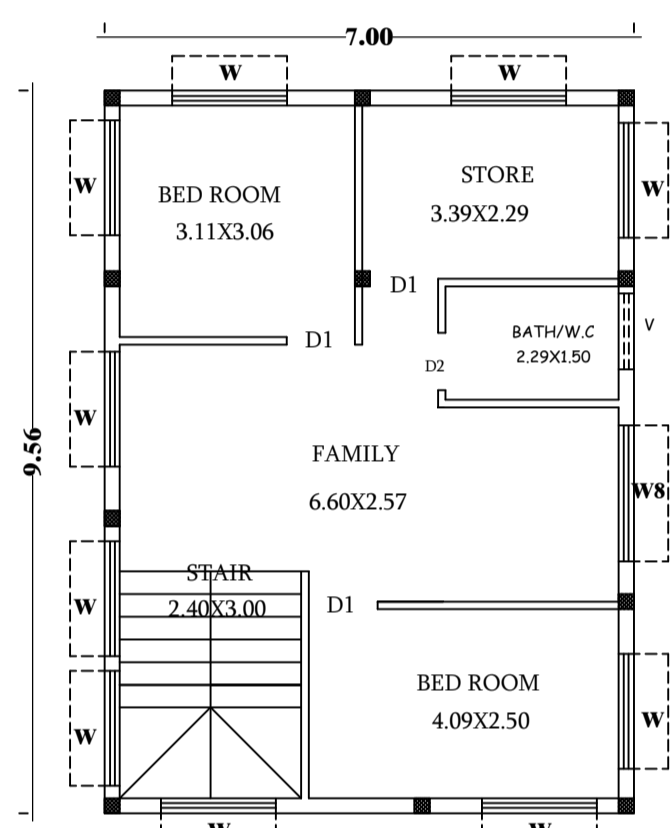 7.00
W
W
W
BED ROOM
3.11X3.06
STORE
3.39X2.29
W
D1
D1
BATH/W.C
2.29X1.50
V
D2
W
9.56
FAMILY
6.60X2.57
W8
STAIR
2.40X3.00
W
D1
BED ROOM
4.09X2.50
W
W
W
W